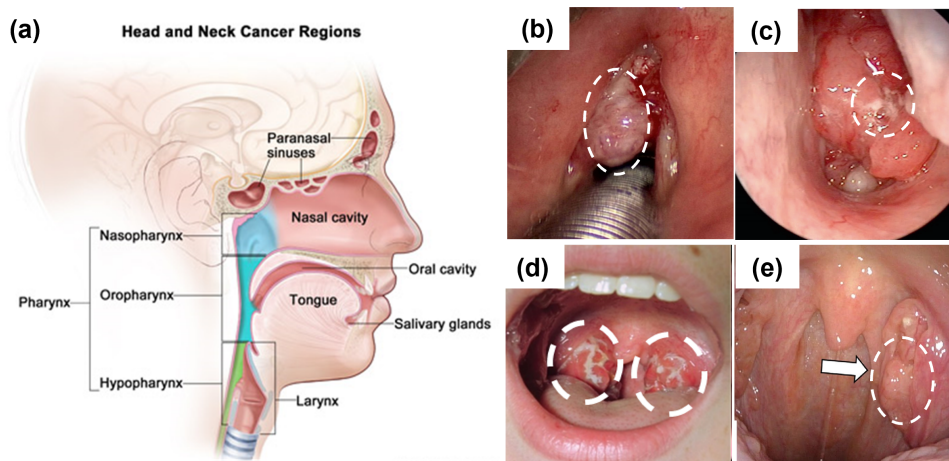 (a)
Head and Neck Cancer Regions
Paranasal
sinuses
Nasal cavity
Nasopharynx
Oral cavity
Pharynx
Oropharynx
Tongue
Salivary glands
Hypopharynx
Larynx
(b)
(c)
(d)
(e)